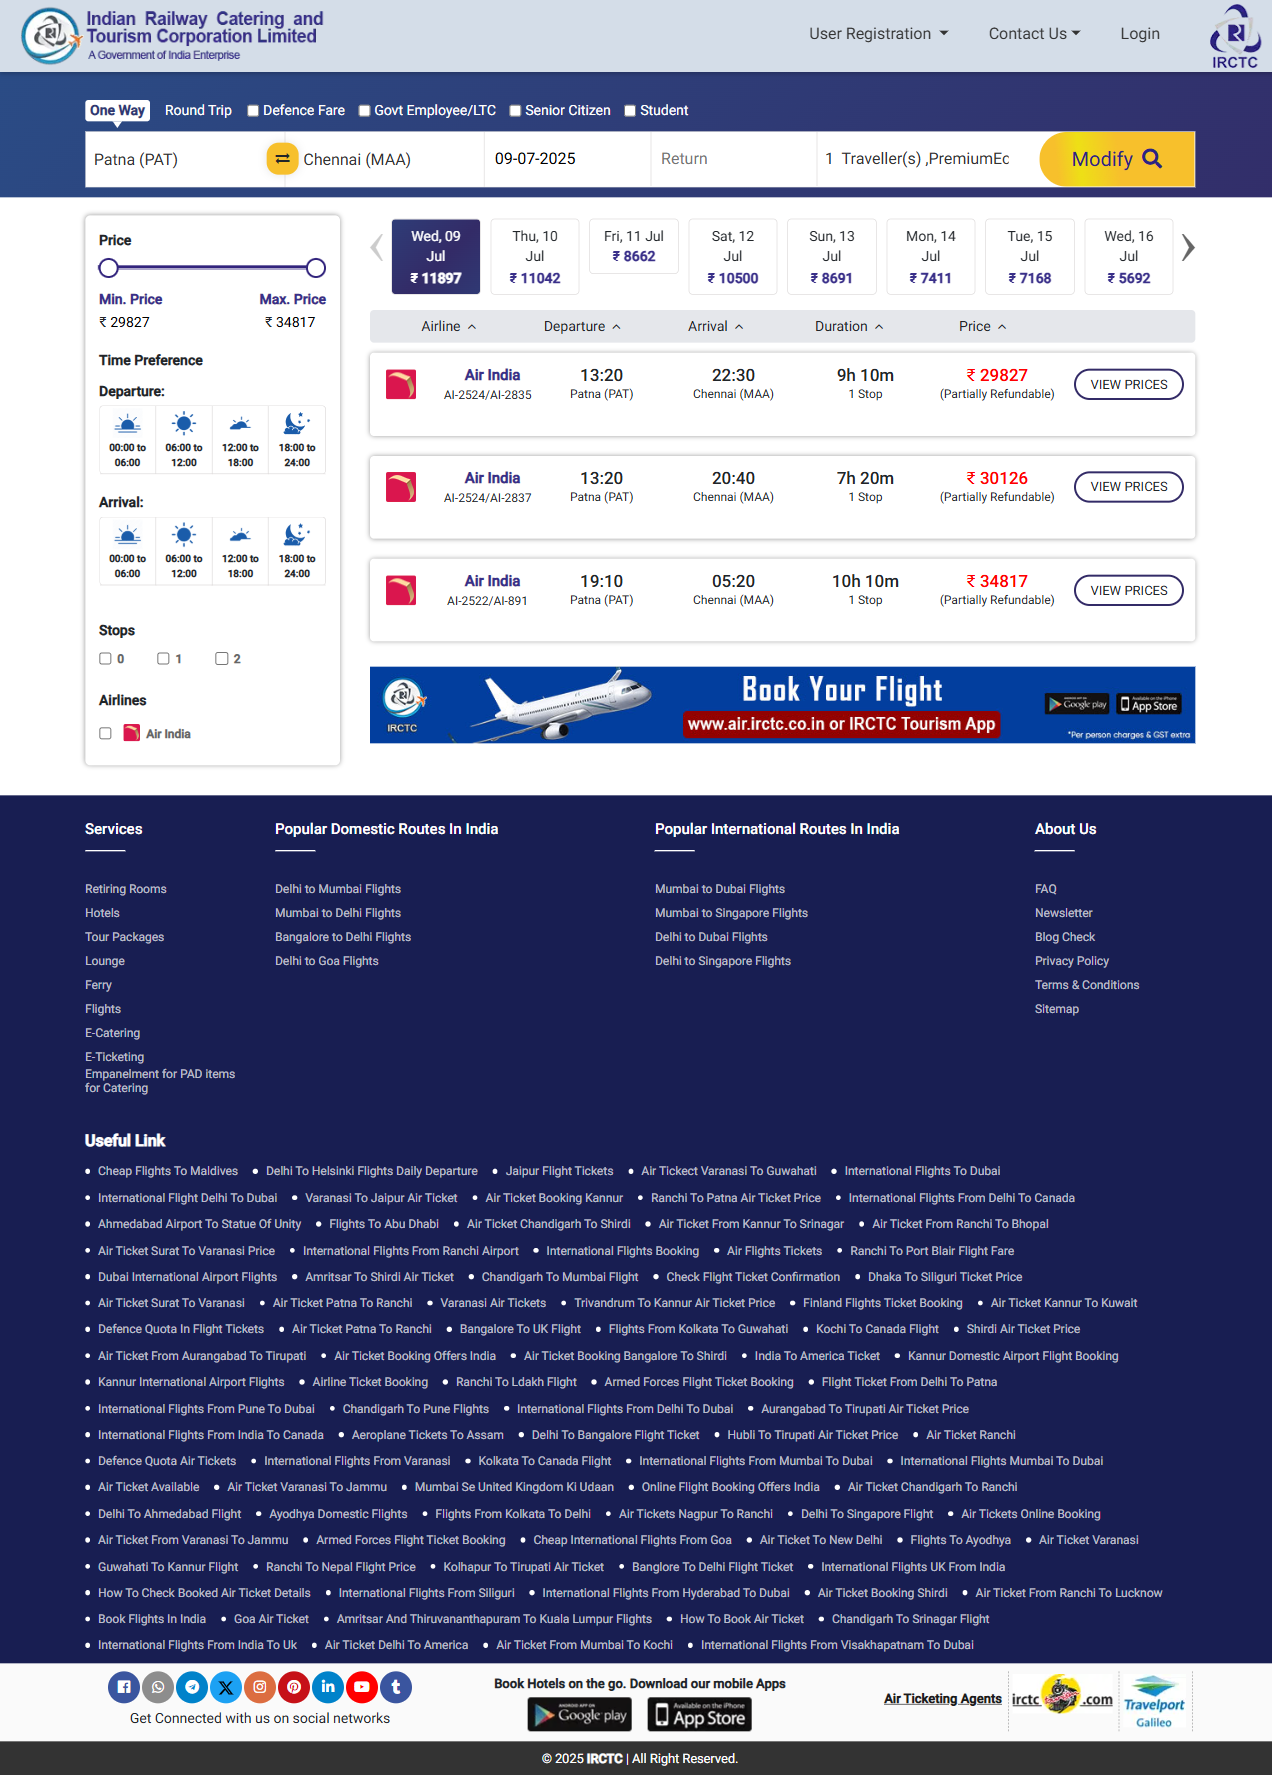 Indian Railway Catering and
Tourism Corporation Limited
A Government of India Enterprise
User Registration
Contact Us
Login
IRCTC
One Way
Round Trip
Defence Fare
Govt Employee/LTC
Senior Citizen
Student
Patna (PAT)
Chennai (MAA)
09-07-2025
Return
1 Traveller(s) ,PremiumEc
Modify
Price
Min. Price Max. Price
₹ 29827 ₹ 34817
Time Preference
Departure:
00:00 to 06:00 06:00 to 12:00 12:00 to 18:00 18:00 to 24:00
Arrival:
00:00 to 06:00 06:00 to 12:00 12:00 to 18:00 18:00 to 24:00
Stops
0 1 2
Airlines
Air India
Wed, 09 Jul ₹ 11897
Thu, 10 Jul ₹ 11042
Fri, 11 Jul ₹ 8662
Sat, 12 Jul ₹ 10500
Sun, 13 Jul ₹ 8691
Mon, 14 Jul ₹ 7411
Tue, 15 Jul ₹ 7168
Wed, 16 Jul ₹ 5692
Airline Departure Arrival Duration Price
Air India 13:20 22:30 9h 10m ₹ 29827 VIEW PRICES
AI-2524/AI-2835 Patna (PAT) Chennai (MAA) 1 Stop (Partially Refundable)
Air India 13:20 20:40 7h 20m ₹ 30126 VIEW PRICES
AI-2524/AI-2837 Patna (PAT) Chennai (MAA) 1 Stop (Partially Refundable)
Air India 19:10 05:20 10h 10m ₹ 34817 VIEW PRICES
AI-2522/AI-891 Patna (PAT) Chennai (MAA) 1 Stop (Partially Refundable)
IRCTC
Book Your Flight
www.air.irctc.co.in or IRCTC Tourism App
Google play
Available on the iPhone
App Store
*Per person charges & GST extra
Services
Retiring Rooms
Hotels
Tour Packages
Lounge
Ferry
Flights
E-Catering
E-Ticketing
Empanelment for PAD items
for Catering
Popular Domestic Routes In India
Delhi to Mumbai Flights
Mumbai to Delhi Flights
Bangalore to Delhi Flights
Delhi to Goa Flights
Popular International Routes In India
Mumbai to Dubai Flights
Mumbai to Singapore Flights
Delhi to Dubai Flights
Delhi to Singapore Flights
About Us
FAQ
Newsletter
Blog Check
Privacy Policy
Terms & Conditions
Sitemap
Useful Link
• Cheap Flights To Maldives • Delhi To Helsinki Flights Daily Departure • Jaipur Flight Tickets • Air Tickect Varanasi To Guwahati • International Flights To Dubai
• International Flight Delhi To Dubai • Varanasi To Jaipur Air Ticket • Air Ticket Booking Kannur • Ranchi To Patna Air Ticket Price • International Flights From Delhi To Canada
• Ahmedabad Airport To Statue Of Unity • Flights To Abu Dhabi • Air Ticket Chandigarh To Shirdi • Air Ticket From Kannur To Srinagar • Air Ticket From Ranchi To Bhopal
• Air Ticket Surat To Varanasi Price • International Flights From Ranchi Airport • International Flights Booking • Air Flights Tickets • Ranchi To Port Blair Flight Fare
• Dubai International Airport Flights • Amritsar To Shirdi Air Ticket • Chandigarh To Mumbai Flight • Check Flight Ticket Confirmation • Dhaka To Siliguri Ticket Price
• Air Ticket Surat To Varanasi • Air Ticket Patna To Ranchi • Varanasi Air Tickets • Trivandrum To Kannur Air Ticket Price • Finland Flights Ticket Booking • Air Ticket Kannur To Kuwait
• Defence Quota In Flight Tickets • Air Ticket Patna To Ranchi • Bangalore To UK Flight • Flights From Kolkata To Guwahati • Kochi To Canada Flight • Shirdi Air Ticket Price
• Air Ticket From Aurangabad To Tirupati • Air Ticket Booking Offers India • Air Ticket Booking Bangalore To Shirdi • India To America Ticket • Kannur Domestic Airport Flight Booking
• Kannur International Airport Flights • Airline Ticket Booking • Ranchi To Ldakh Flight • Armed Forces Flight Ticket Booking • Flight Ticket From Delhi To Patna
• International Flights From Pune To Dubai • Chandigarh To Pune Flights • International Flights From Delhi To Dubai • Aurangabad To Tirupati Air Ticket Price
• International Flights From India To Canada • Aeroplane Tickets To Assam • Delhi To Bangalore Flight Ticket • Hubli To Tirupati Air Ticket Price • Air Ticket Ranchi
• Defence Quota Air Tickets • International Flights From Varanasi • Kolkata To Canada Flight • International Flights From Mumbai To Dubai • International Flights Mumbai To Dubai
• Air Ticket Available • Air Ticket Varanasi To Jammu • Mumbai Se United Kingdom Ki Udaan • Online Flight Booking Offers India • Air Ticket Chandigarh To Ranchi
• Delhi To Ahmedabad Flight • Ayodhya Domestic Flights • Flights From Kolkata To Delhi • Air Tickets Nagpur To Ranchi • Delhi To Singapore Flight • Air Tickets Online Booking
• Air Ticket From Varanasi To Jammu • Armed Forces Flight Ticket Booking • Cheap International Flights From Goa • Air Ticket To New Delhi • Flights To Ayodhya • Air Ticket Varanasi
• Guwahati To Kannur Flight • Ranchi To Nepal Flight Price • Kolhapur To Tirupati Air Ticket • Banglore To Delhi Flight Ticket • International Flights UK From India
• How To Check Booked Air Ticket Details • International Flights From Siliguri • International Flights From Hyderabad To Dubai • Air Ticket Booking Shirdi • Air Ticket From Ranchi To Lucknow
• Book Flights In India • Goa Air Ticket • Amritsar And Thiruvananthapuram To Kuala Lumpur Flights • How To Book Air Ticket • Chandigarh To Srinagar Flight
• International Flights From India To Uk • Air Ticket Delhi To America • Air Ticket From Mumbai To Kochi • International Flights From Visakhapatnam To Dubai
Get Connected with us on social networks
Book Hotels on the go. Download our mobile Apps
ANDROID APP ON
Google play
Available on the iPhone
App Store
Air Ticketing Agents
irctc .com
Travelport
Galileo
© 2025 IRCTC | All Right Reserved.